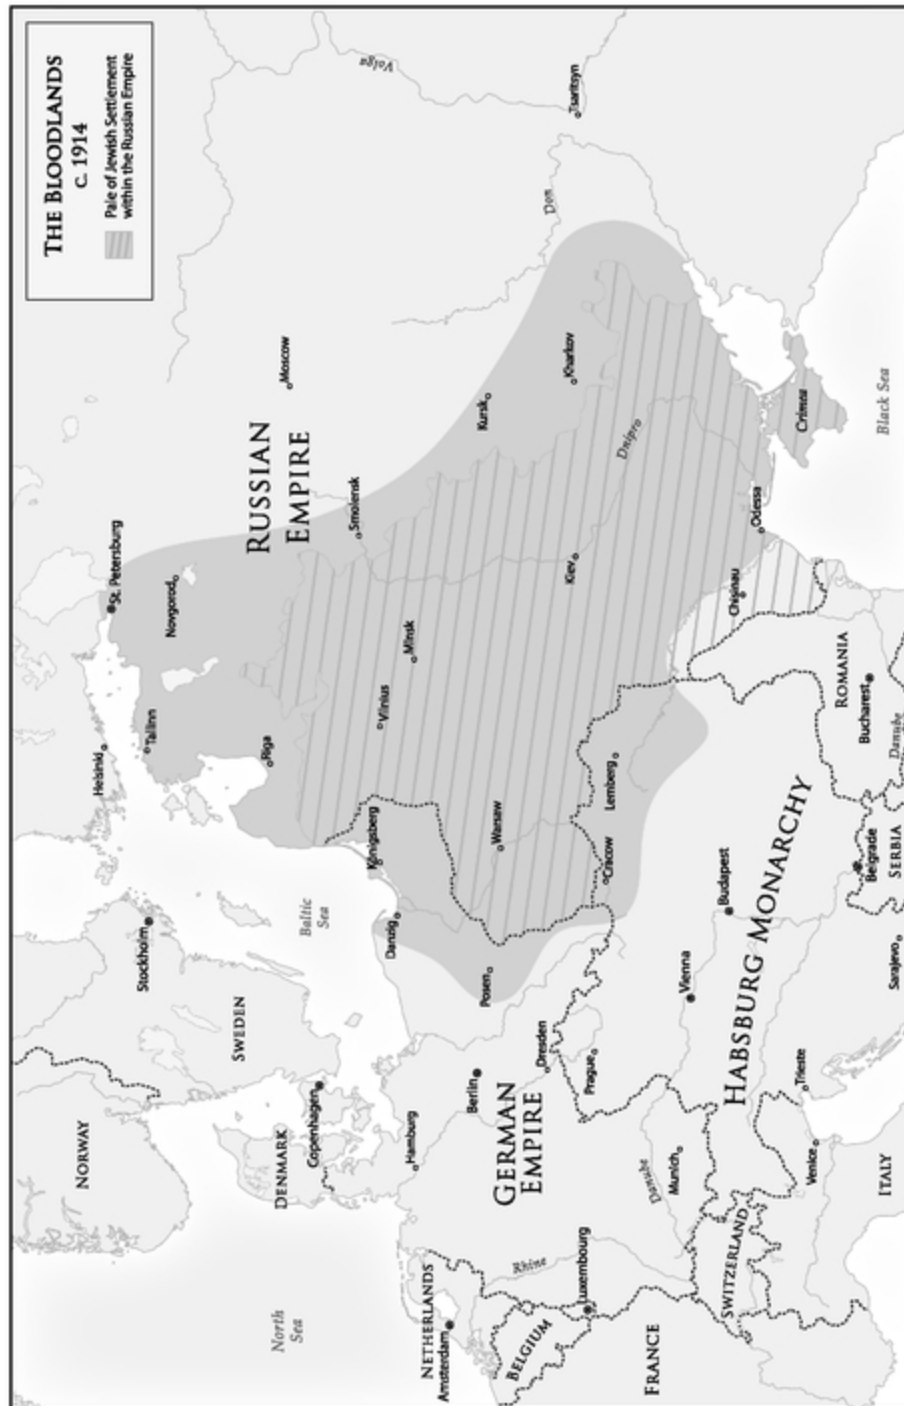 THE BLOODLANDS
c. 1914
Pale of Jewish Settlement
within the Russian Empire
NORWAY
SWEDEN
Stockholm
Helsinki
Tallinn
St. Petersburg
Novgorod
Riga
RUSSIAN
EMPIRE
Moscow
Smolensk
Volga
Tsaritsyn
Don
North
Sea
DENMARK
Copenhagen
Baltic
Sea
Königsberg
Danzig
Vilnius
Minsk
Kursk
Kharkov
NETHERLANDS
Amsterdam
Hamburg
Berlin
Posen
Warsaw
GERMAN
EMPIRE
Dresden
Kiev
Dnipro
BELGIUM
Rhine
Luxembourg
Prague
Cracow
Lemberg
FRANCE
Danube
Munich
Vienna
Budapest
Chisinau
Odessa
Crimea
Black Sea
SWITZERLAND
HABSBURG MONARCHY
Trieste
Venice
ITALY
Sarajevo
Belgrade
SERBIA
ROMANIA
Bucharest
Danube